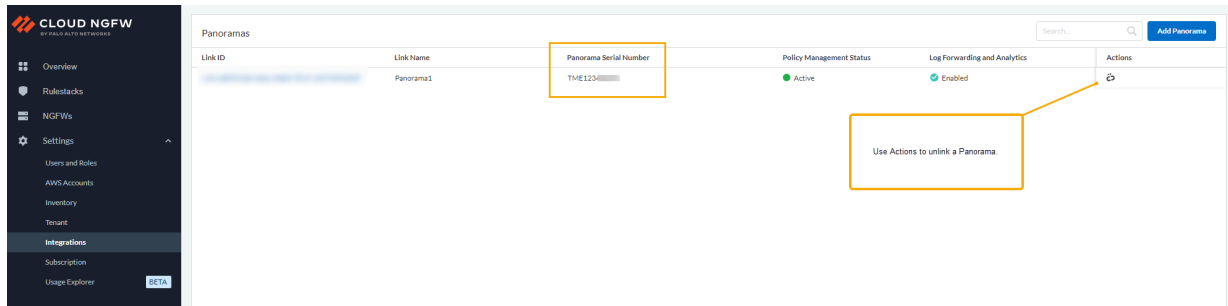 CLOUD NGFW
BY PALO ALTO NETWORKS
Overview
Rulestacks
NGFWs
Settings
Users and Roles
AWS Accounts
Inventory
Tenant
Integrations
Subscription
Usage Explorer BETA
Panoramas Search... Add Panorama
Link ID Link Name Panorama Serial Number Policy Management Status Log Forwarding and Analytics Actions
Panorama1 TME1234 Active Enabled
Use Actions to unlink a Panorama.